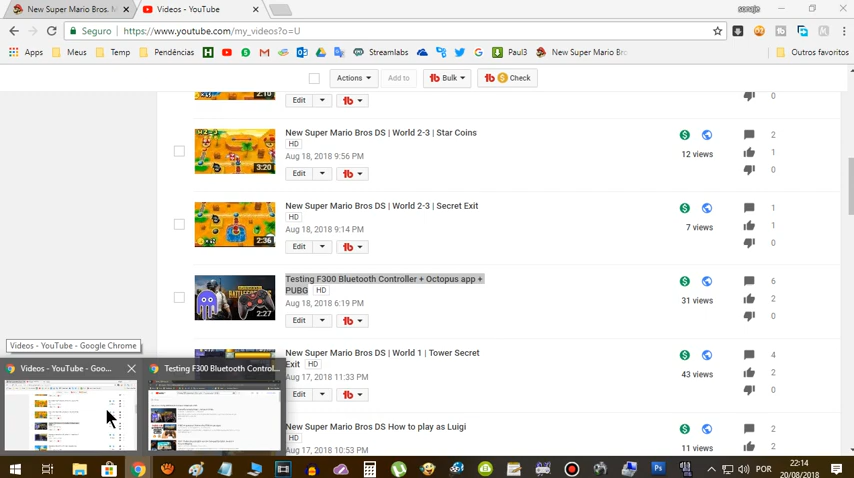 sonaje
New Super Mario Bros. M
Videos - YouTube
Seguro
https://www.youtube.com/my_videos?o=U
Apps
Meus
Temp
Pendências
Streamlabs
Paul3
New Super Mario Bro
Outros favoritos
Actions
Add to
Bulk
Check
2:10
Edit
0
New Super Mario Bros DS | World 2-3 | Star Coins
HD
Aug 18, 2018 9:56 PM
3:20
Edit
12 views
2
1
0
New Super Mario Bros DS | World 2-3 | Secret Exit
HD
Aug 18, 2018 9:14 PM
2:36
Edit
7 views
1
1
0
Testing F300 Bluetooth Controller + Octopus app +
PUBG HD
Aug 18, 2018 6:19 PM
2:27
Edit
31 views
6
2
0
Videos - YouTube - Google Chrome
New Super Mario Bros DS | World 1 | Tower Secret
Exit HD
Aug 17, 2018 11:33 PM
Edit
43 views
4
2
0
Videos - YouTube - Goo...
Testing F300 Bluetooth Control...
New Super Mario Bros DS How to play as Luigi
HD
Aug 17, 2018 10:53 PM
11 views
2
2
POR
22:14
20/08/2018